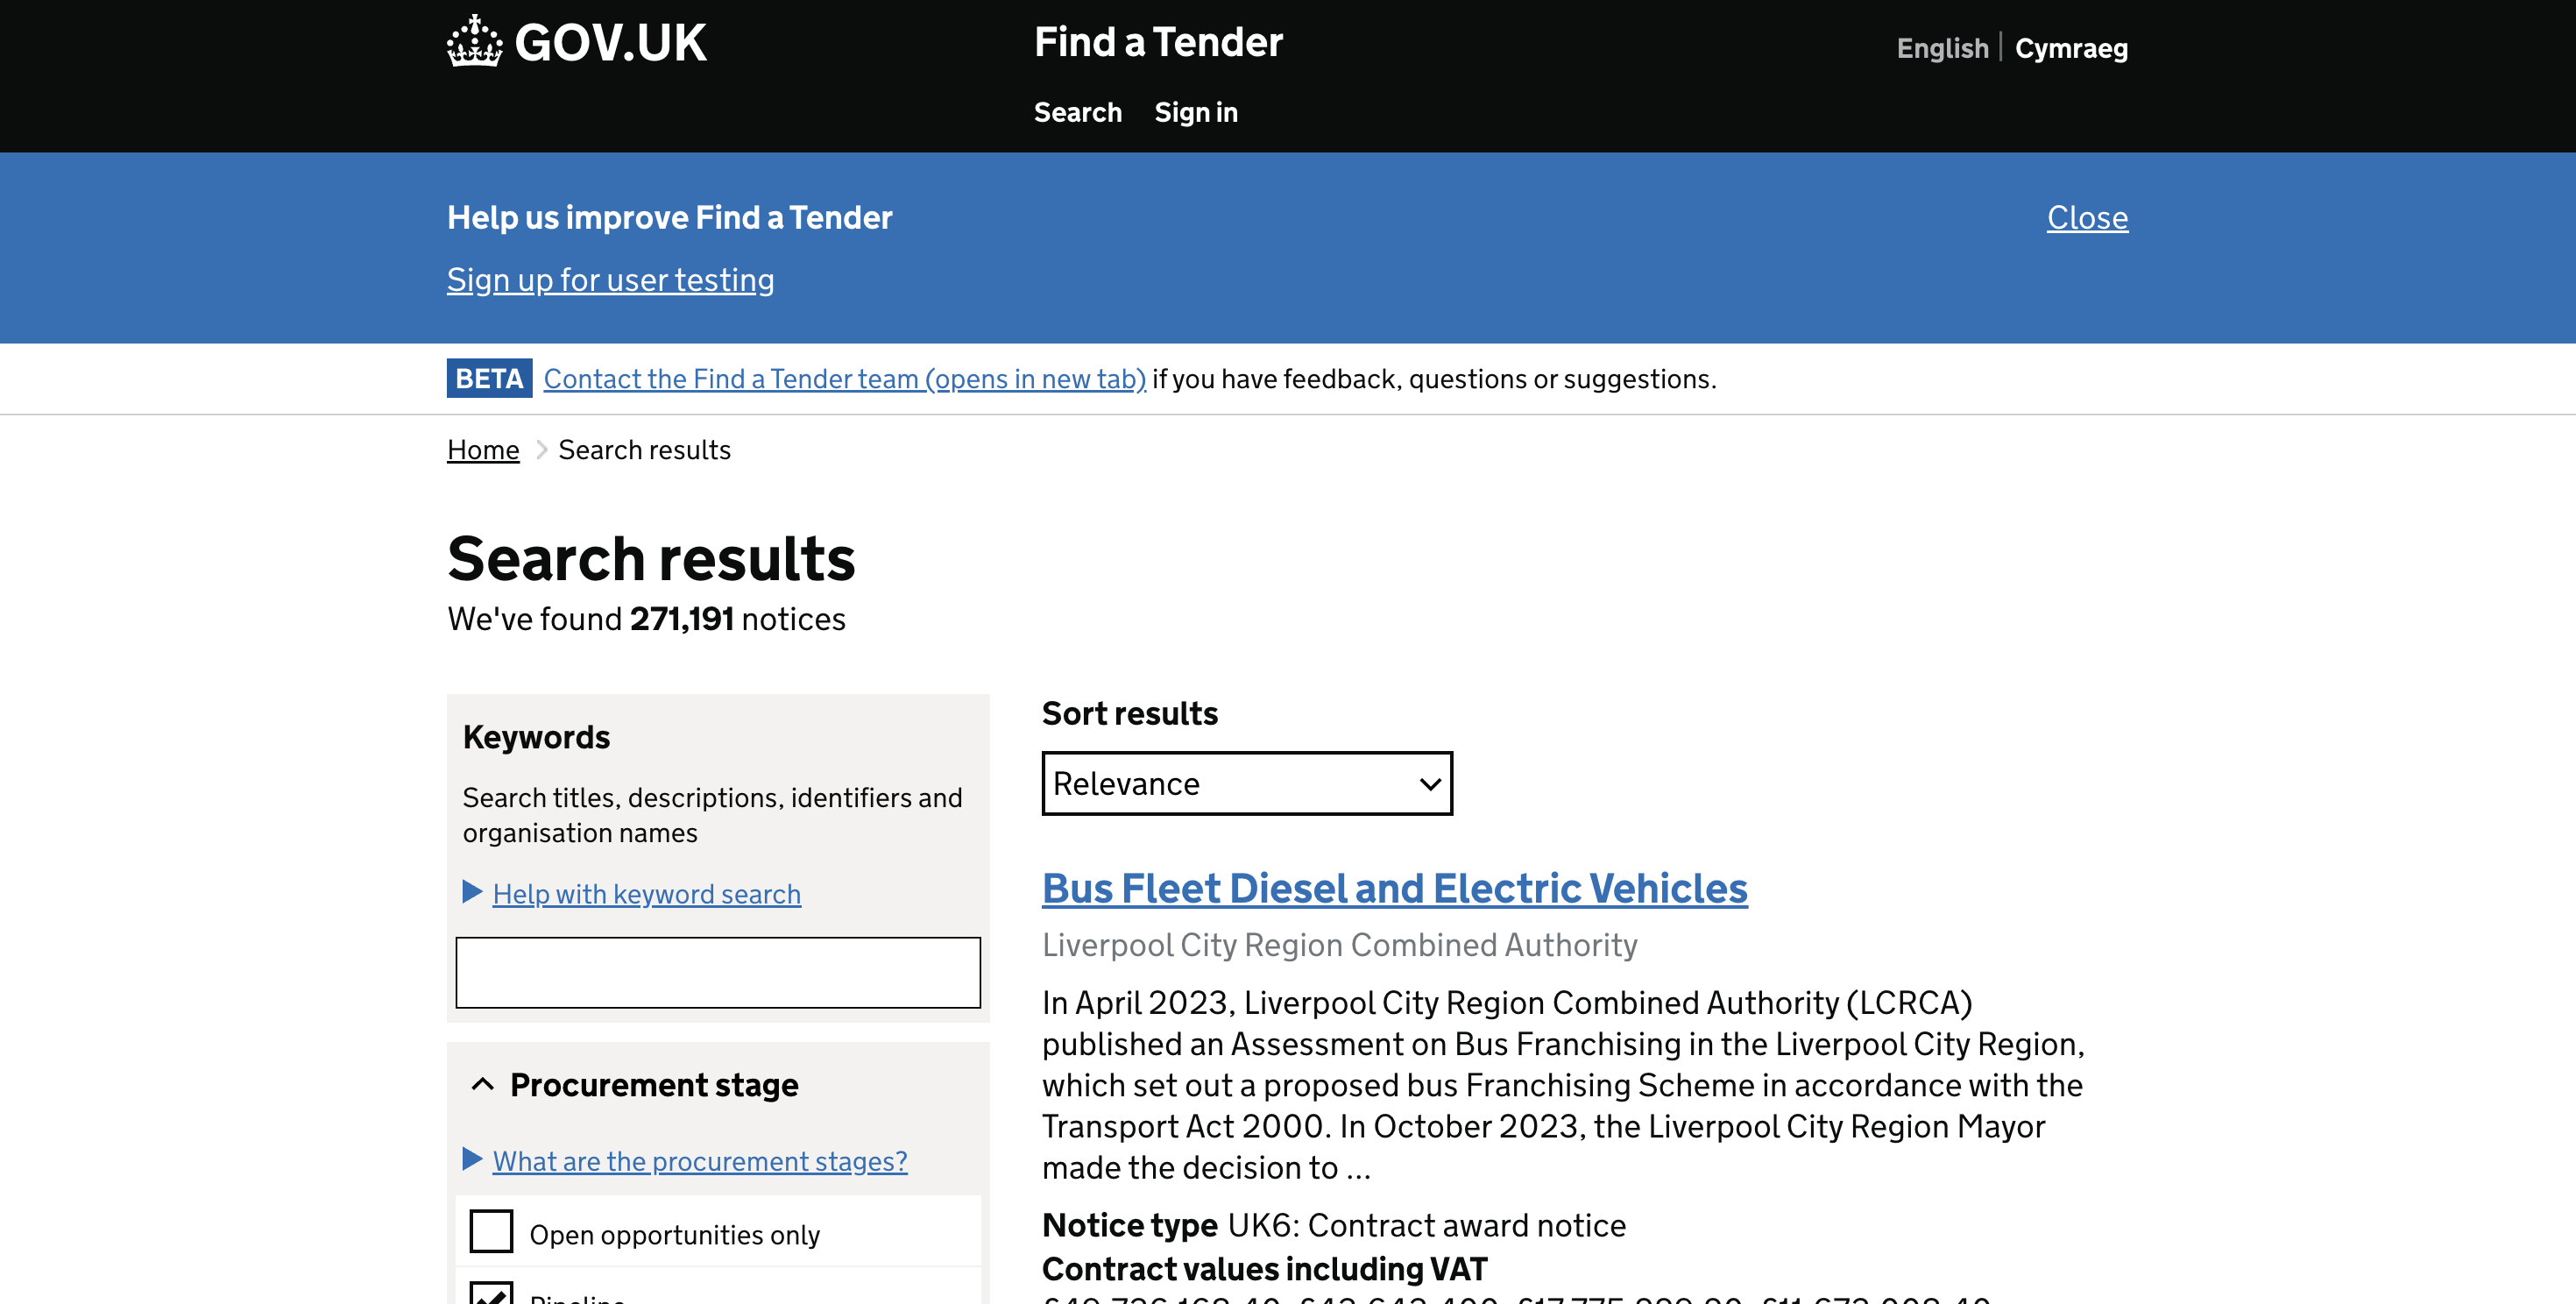 GOV.UK
Find a Tender
English | Cymraeg
Search Sign in
Help us improve Find a Tender
Close
Sign up for user testing
BETA Contact the Find a Tender team (opens in new tab) if you have feedback, questions or suggestions.
Home > Search results
Search results
We've found 271,191 notices
Keywords
Search titles, descriptions, identifiers and
organisation names
Help with keyword search
Procurement stage
What are the procurement stages?
Open opportunities only
Pipeline
Sort results
Relevance
Bus Fleet Diesel and Electric Vehicles
Liverpool City Region Combined Authority
In April 2023, Liverpool City Region Combined Authority (LCRCA)
published an Assessment on Bus Franchising in the Liverpool City Region,
which set out a proposed bus Franchising Scheme in accordance with the
Transport Act 2000. In October 2023, the Liverpool City Region Mayor
made the decision to ...
Notice type UK6: Contract award notice
Contract values including VAT